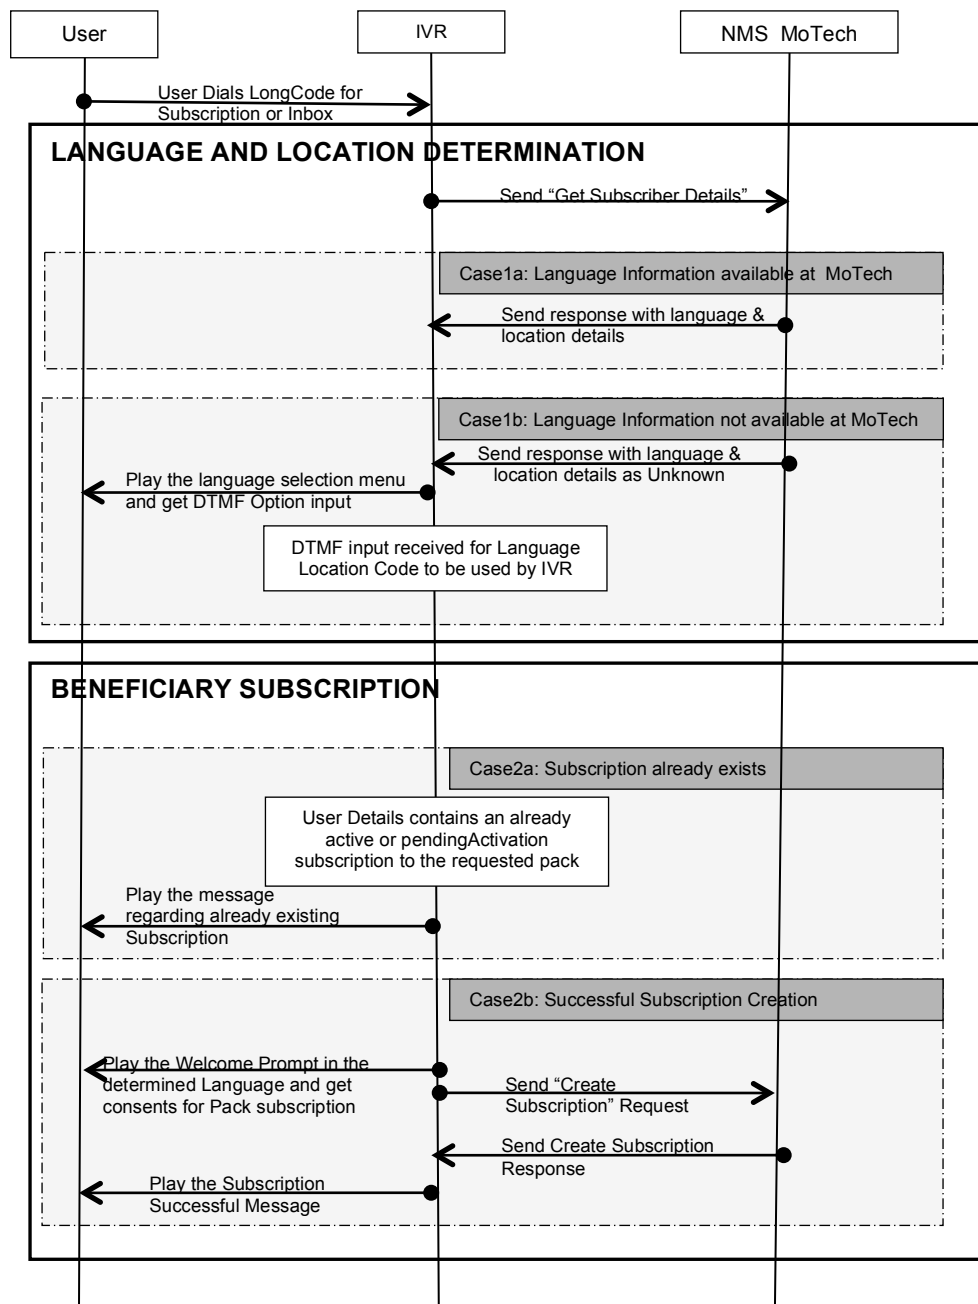 User
IVR
NMS MoTech
User Dials LongCode for
Subscription or Inbox
LANGUAGE AND LOCATION DETERMINATION
Send “Get Subscriber Details”
Case1a: Language Information available at MoTech
Send response with language &
location details
Case1b: Language Information not available at MoTech
Send response with language &
location details as Unknown
Play the language selection menu
and get DTMF Option input
DTMF input received for Language
Location Code to be used by IVR
BENEFICIARY SUBSCRIPTION
Case2a: Subscription already exists
User Details contains an already
active or pendingActivation
subscription to the requested pack
Play the message
regarding already existing
Subscription
Case2b: Successful Subscription Creation
Play the Welcome Prompt in the
determined Language and get
consents for Pack subscription
Send “Create
Subscription” Request
Send Create Subscription
Response
Play the Subscription
Successful Message